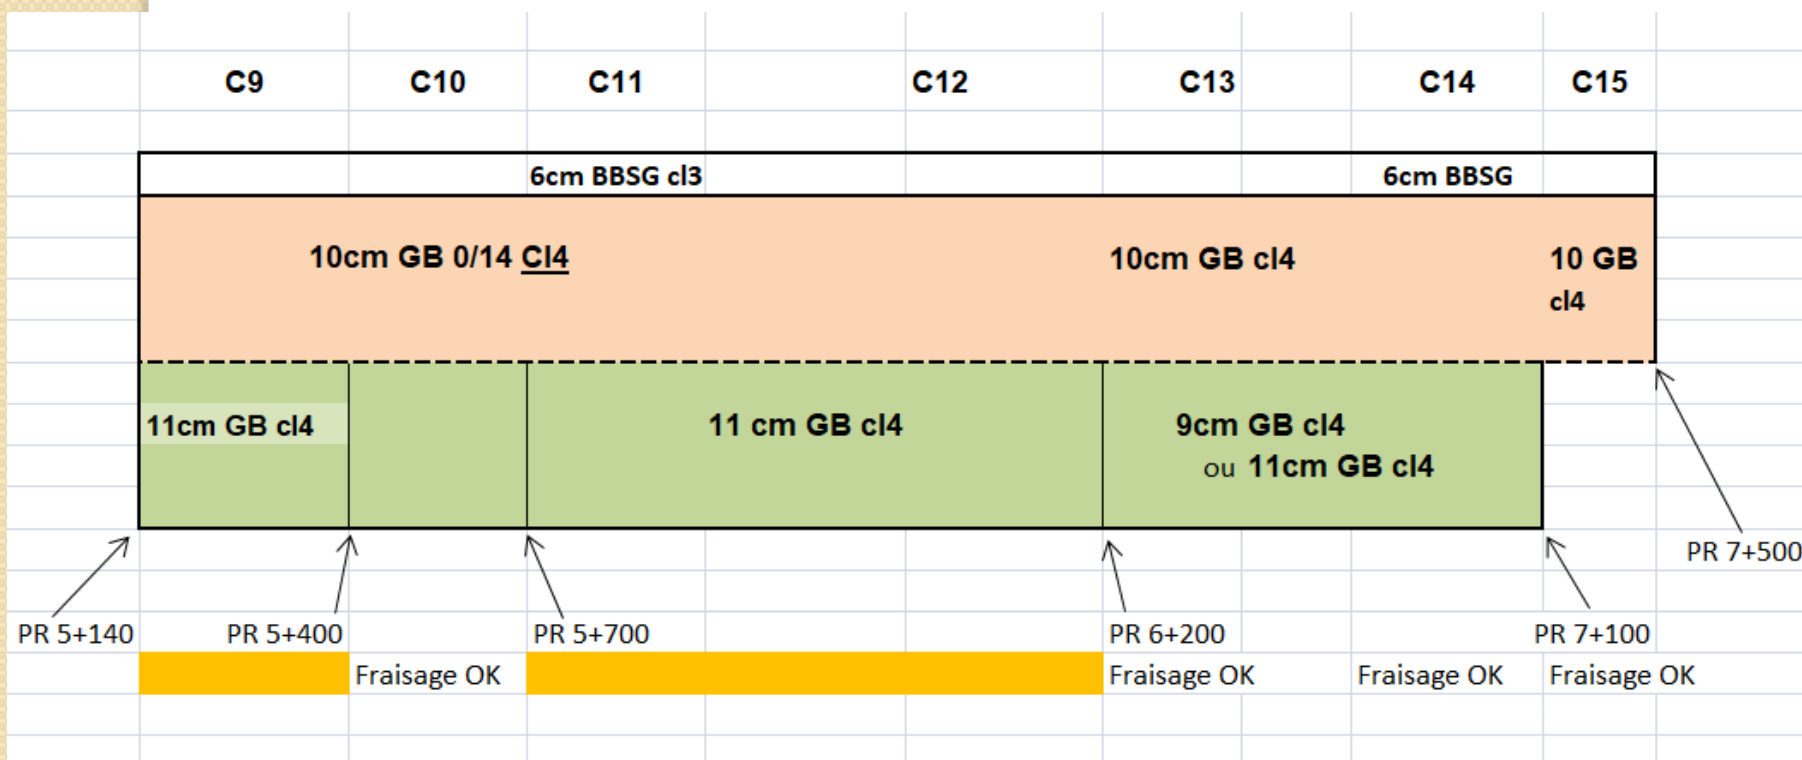 C9 C10 C11 C12 C13 C14 C15
6cm BBSG cl3 6cm BBSG
10cm GB 0/14 Cl4 10cm GB cl4 10 GB
cl4
11cm GB cl4 11 cm GB cl4 9cm GB cl4
ou 11cm GB cl4
PR 7+500
PR 5+140 PR 5+400 PR 5+700 PR 6+200 PR 7+100
Fraisage OK Fraisage OK Fraisage OK Fraisage OK